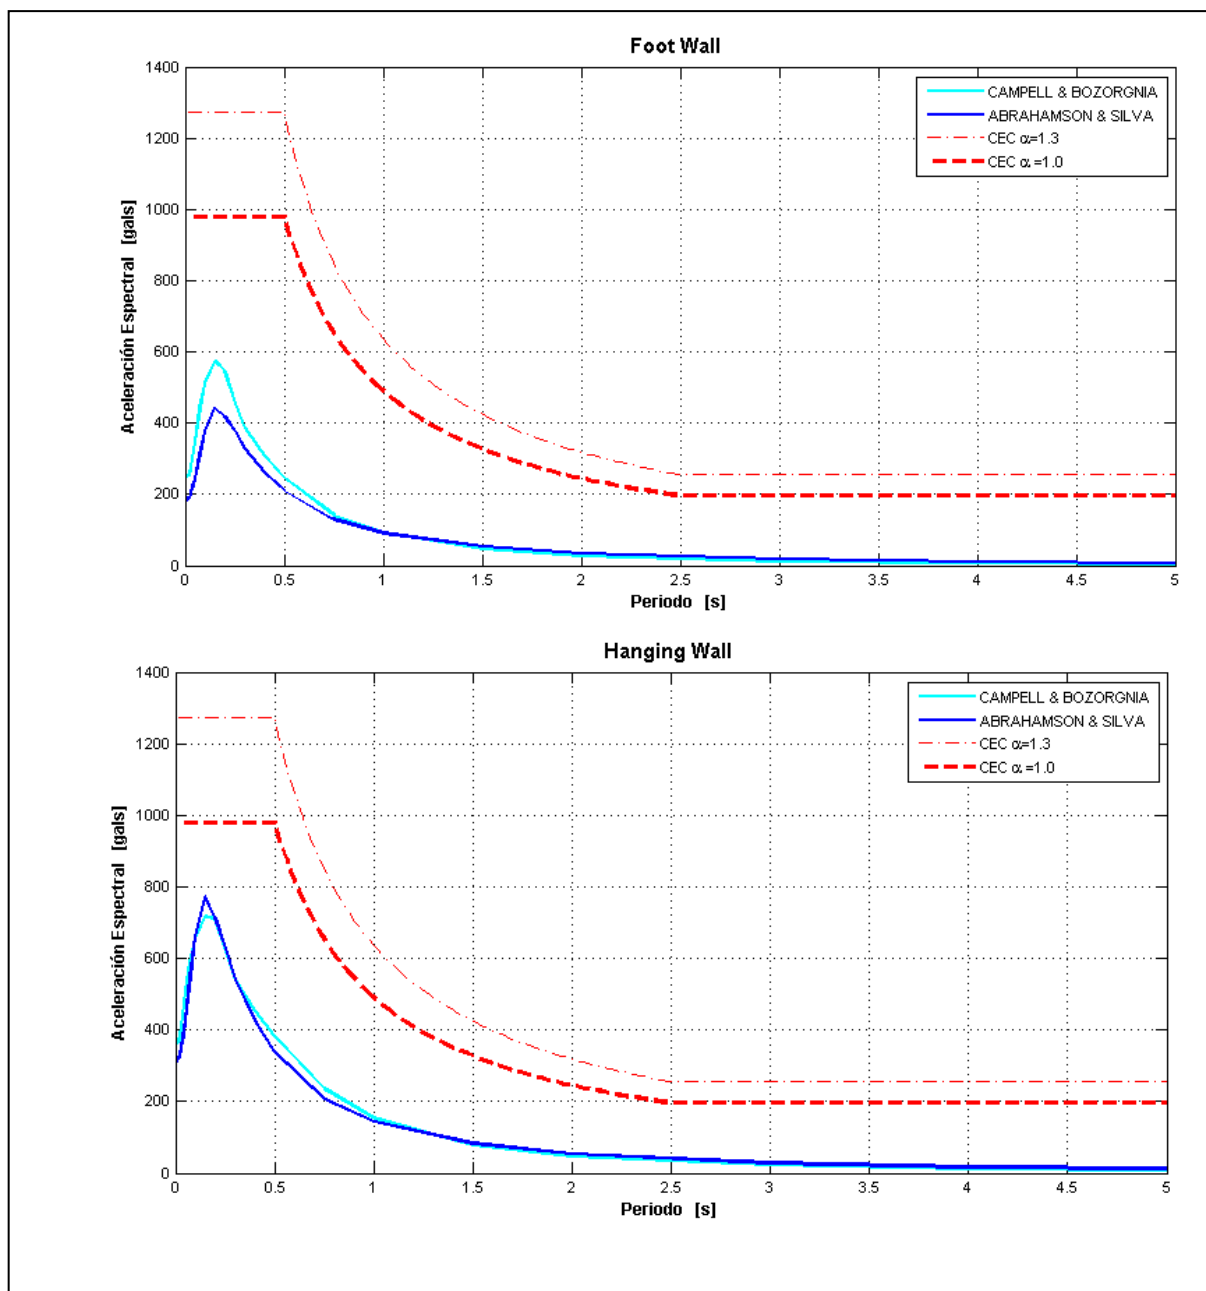 Foot Wall
1400
1200
1000
800
600
400
200
0
Aceleración Espectral [gals]
CAMPELL & BOZORGNIA
ABRAHAMSON & SILVA
CEC α=1.3
CEC α =1.0
0 0.5 1 1.5 2 2.5 3 3.5 4 4.5 5
Periodo [s]
Hanging Wall
1400
1200
1000
800
600
400
200
0
Aceleración Espectral [gals]
CAMPELL & BOZORGNIA
ABRAHAMSON & SILVA
CEC α=1.3
CEC α =1.0
0 0.5 1 1.5 2 2.5 3 3.5 4 4.5 5
Periodo [s]